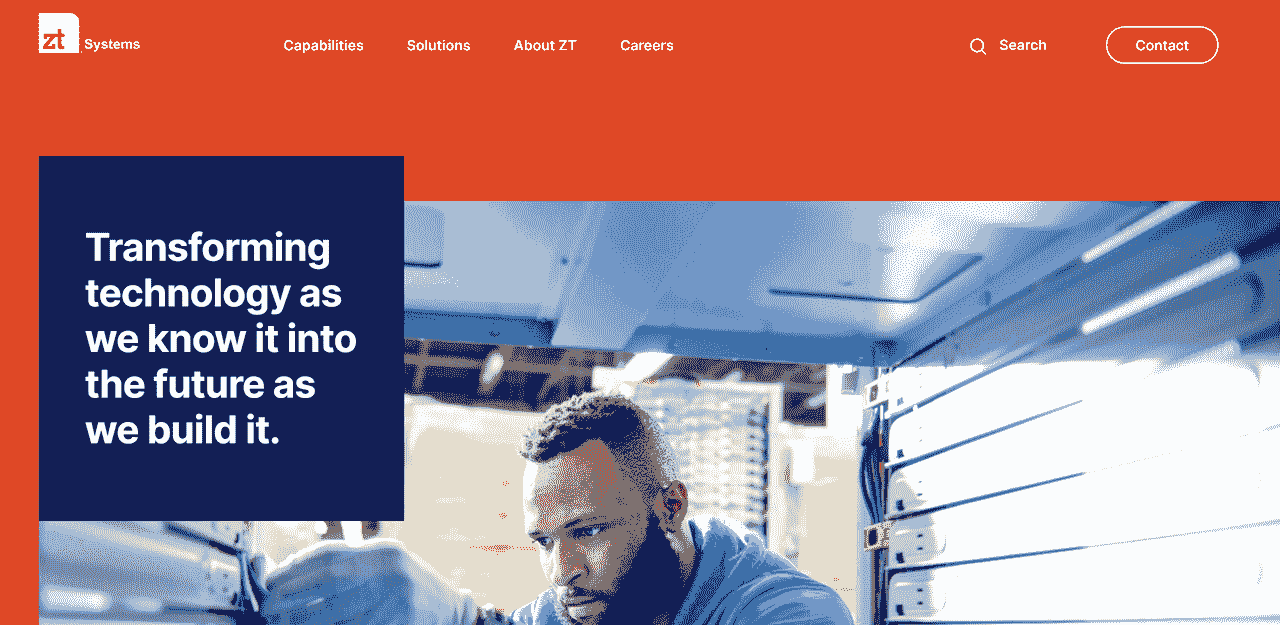 zt Systems
Capabilities
Solutions
About ZT
Careers
Search
Contact
Transforming
technology as
we know it into
the future as
we build it.